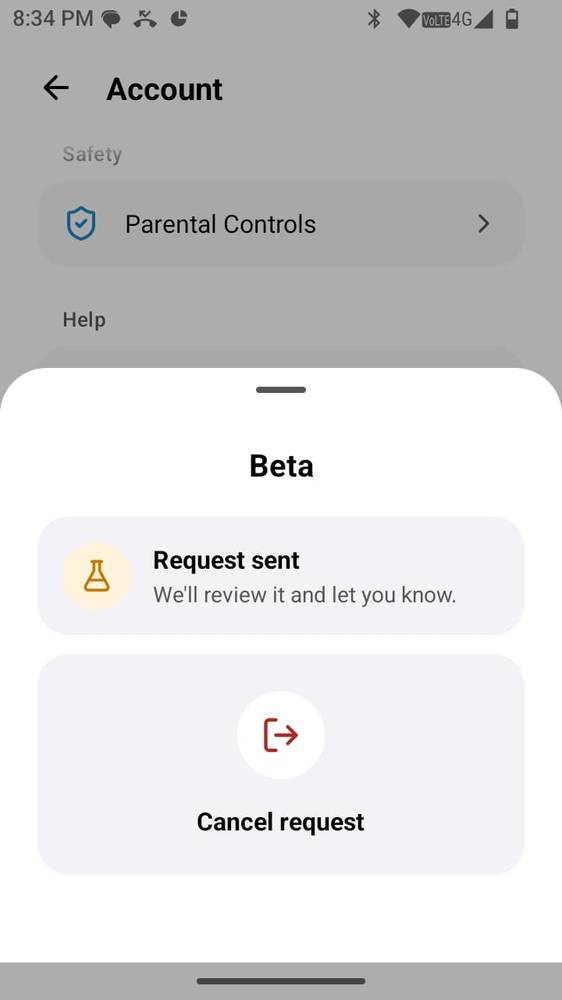 8:34 PM VoLTE 4G
Account
Safety
Parental Controls
Help
Beta
Request sent
We'll review it and let you know.
Cancel request